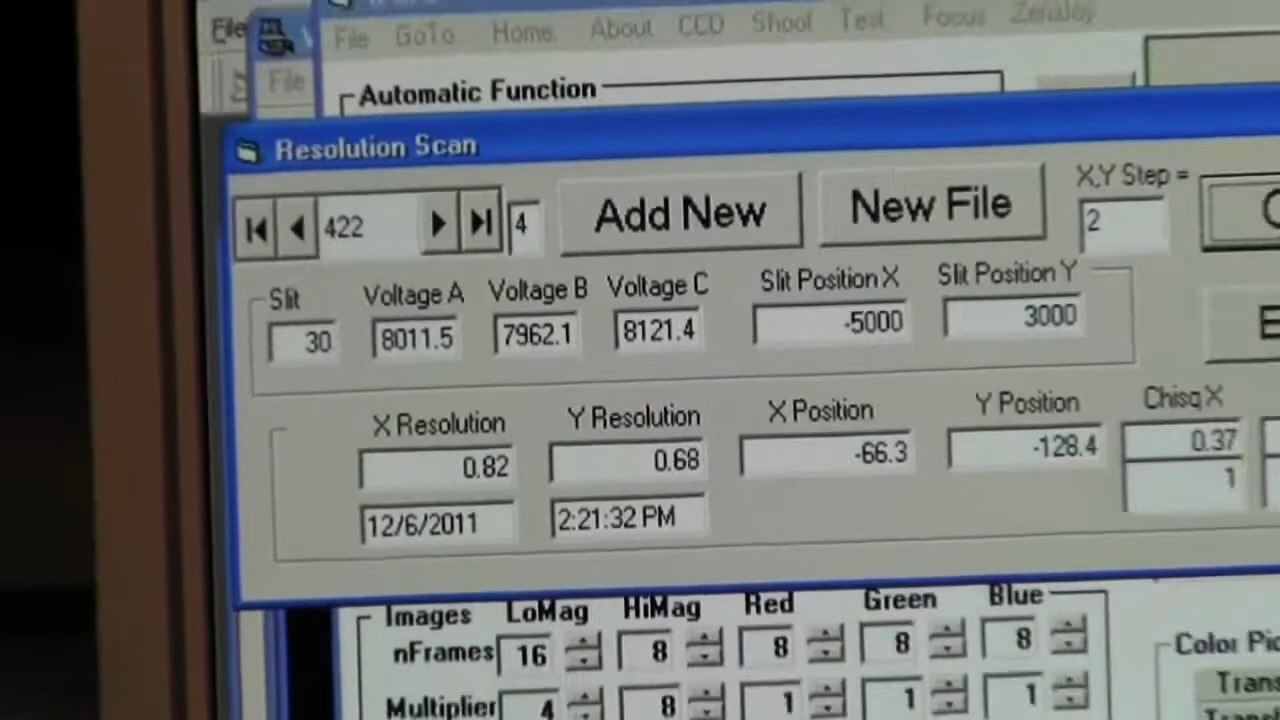 File
File GoTo Home About CCD Shoot Test Focus
File
Automatic Function
Resolution Scan
422 4 Add New New File X,Y Step = 2
Slit Voltage A Voltage B Voltage C Slit Position X Slit Position Y
30 8011.5 7962.1 8121.4 -5000 3000
X Resolution Y Resolution X Position Y Position Chisq X
0.82 0.68 -66.3 -128.4 0.37
1
12/6/2011 2:21:32 PM
Images LoMag HiMag Red Green Blue
nFrames 16 8 8 8 8
Multiplier 4 8 1 1 1
Color
Trans